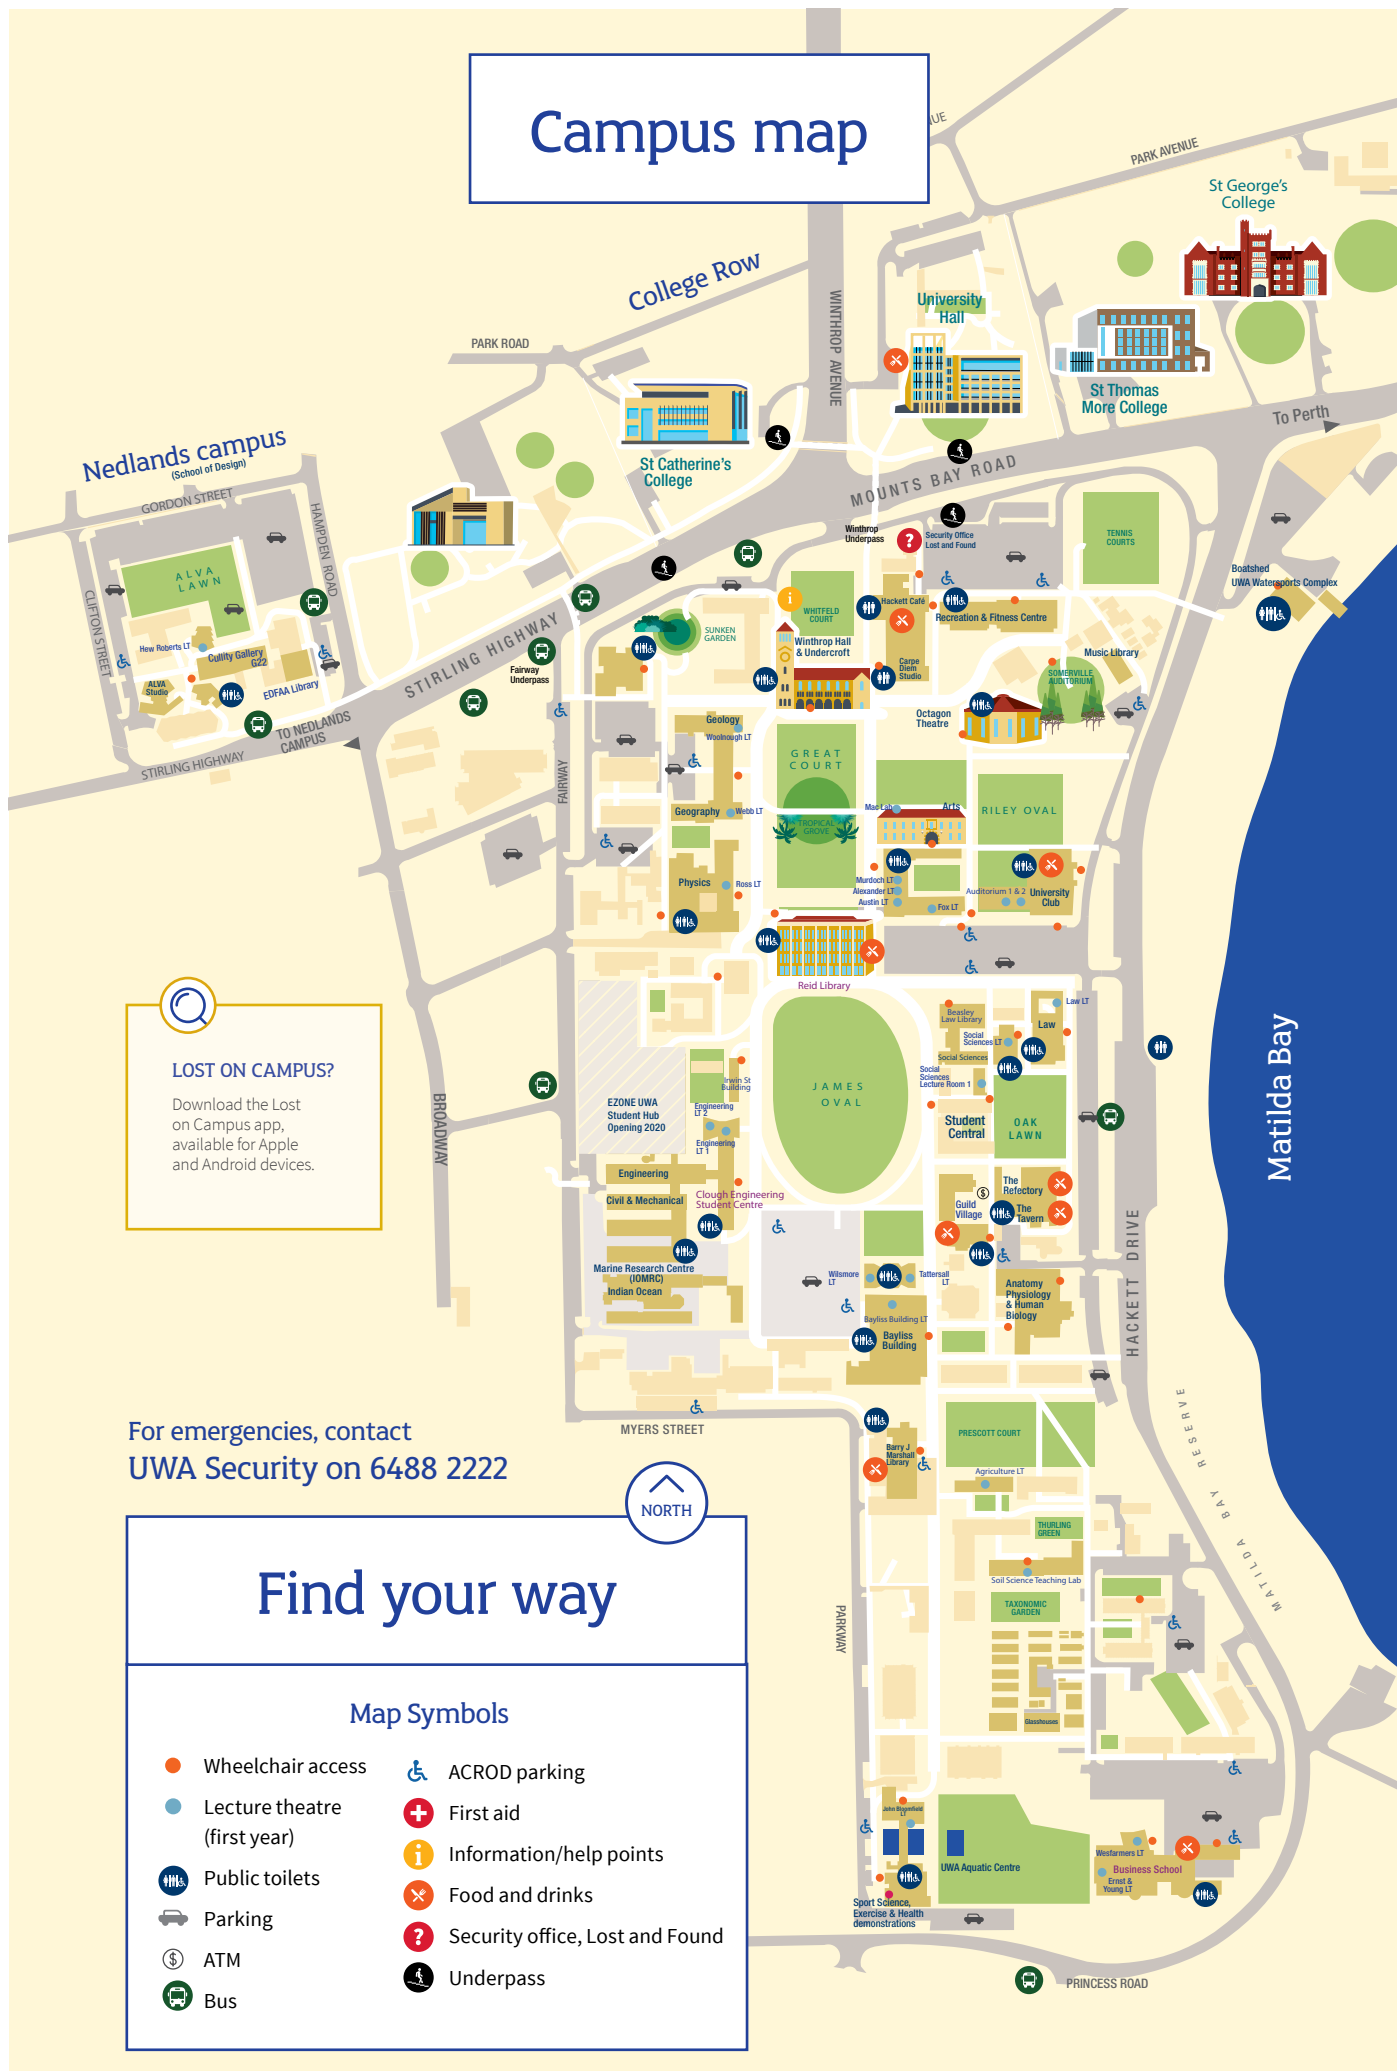 Campus map
UE
PARK AVENUE
St George's
College
College Row
WINTHROP AVENUE
University
Hall
PARK ROAD
St Thomas
More College
To Perth
St Catherine's
College
MOUNTS BAY ROAD
Nedlands campus
(School of Design)
GORDON STREET
HAMPDEN ROAD
CLIFTON STREET
ALVA
LAWN
Hew Roberts LT
Cullity Gallery
G22
ALVA
Studio
EDFAA Library
TO NEDLANDS
CAMPUS
STIRLING HIGHWAY
STIRLING HIGHWAY
Fairway
Underpass
FAIRWAY
Winthrop
Underpass
?
Security Office
Lost and Found
TENNIS
COURTS
Boatshed
UWA Watersports Complex
i
WHITFELD
COURT
Hackett Café
Recreation & Fitness Centre
SUNKEN
GARDEN
Winthrop Hall
& Undercroft
Carpe
Diem
Studio
Music Library
SOMERVILLE
AUDITORIUM
Octagon
Theatre
Geology
Woolnough LT
GREAT
COURT
Geography
Webb LT
TROPICAL
GROVE
Mac Lab
Arts
RILEY OVAL
Physics
Ross LT
Murdoch LT
Alexander LT
Austin LT
Fox LT
Auditorium 1 & 2
University
Club
Reid Library
LOST ON CAMPUS?
Download the Lost
on Campus app,
available for Apple
and Android devices.
Beasley
Law Library
Law LT
Law
Social
Sciences LT
Social Sciences
Social
Sciences
Lecture Room 1
JAMES
OVAL
Irwin St
Building
EZONE UWA
Student Hub
Opening 2020
Engineering
LT 2
Engineering
LT 1
Student
Central
OAK
LAWN
Matilda Bay
BROADWAY
Engineering
Civil & Mechanical
Clough Engineering
Student Centre
$
The
Refectory
Guild
Village
The
Tavern
HACKETT DRIVE
Marine Research Centre
(IOMRC)
Indian Ocean
Wilsmore
LT
Tattersall
LT
Bayliss Building LT
Bayliss
Building
Anatomy
Physiology
& Human
Biology
MATILDA BAY RESERVE
MYERS STREET
PRESCOTT COURT
Barry J
Marshall
Library
Agriculture LT
For emergencies, contact
UWA Security on 6488 2222
NORTH
THURLING
GREEN
Soil Science Teaching Lab
TAXONOMIC
GARDEN
PARKWAY
Glasshouses
Find your way
Map Symbols
Wheelchair access
Lecture theatre
(first year)
Public toilets
Parking
$
ATM
Bus
ACROD parking
First aid
i
Information/help points
Food and drinks
?
Security office, Lost and Found
Underpass
John Bloomfield
LT
UWA Aquatic Centre
Wesfarmers LT
Business School
Ernst &
Young LT
Sport Science,
Exercise & Health
demonstrations
PRINCESS ROAD